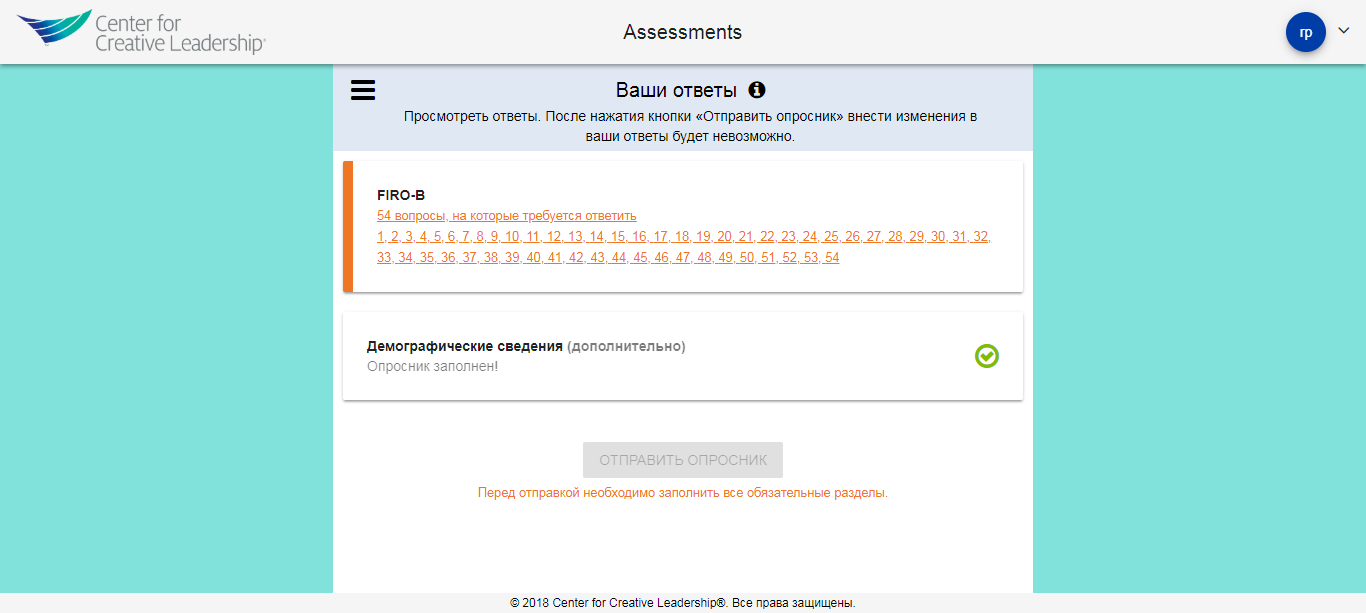 Center for
Creative Leadership®
Assessments
гр
Ваши ответы
Просмотреть ответы. После нажатия кнопки «Отправить опросник» внести изменения в
ваши ответы будет невозможно.
FIRO-B
54 вопросы, на которые требуется ответить
1, 2, 3, 4, 5, 6, 7, 8, 9, 10, 11, 12, 13, 14, 15, 16, 17, 18, 19, 20, 21, 22, 23, 24, 25, 26, 27, 28, 29, 30, 31, 32,
33, 34, 35, 36, 37, 38, 39, 40, 41, 42, 43, 44, 45, 46, 47, 48, 49, 50, 51, 52, 53, 54
Демографические сведения (дополнительно)
Опросник заполнен!
ОТПРАВИТЬ ОПРОСНИК
Перед отправкой необходимо заполнить все обязательные разделы.
© 2018 Center for Creative Leadership®. Все права защищены.